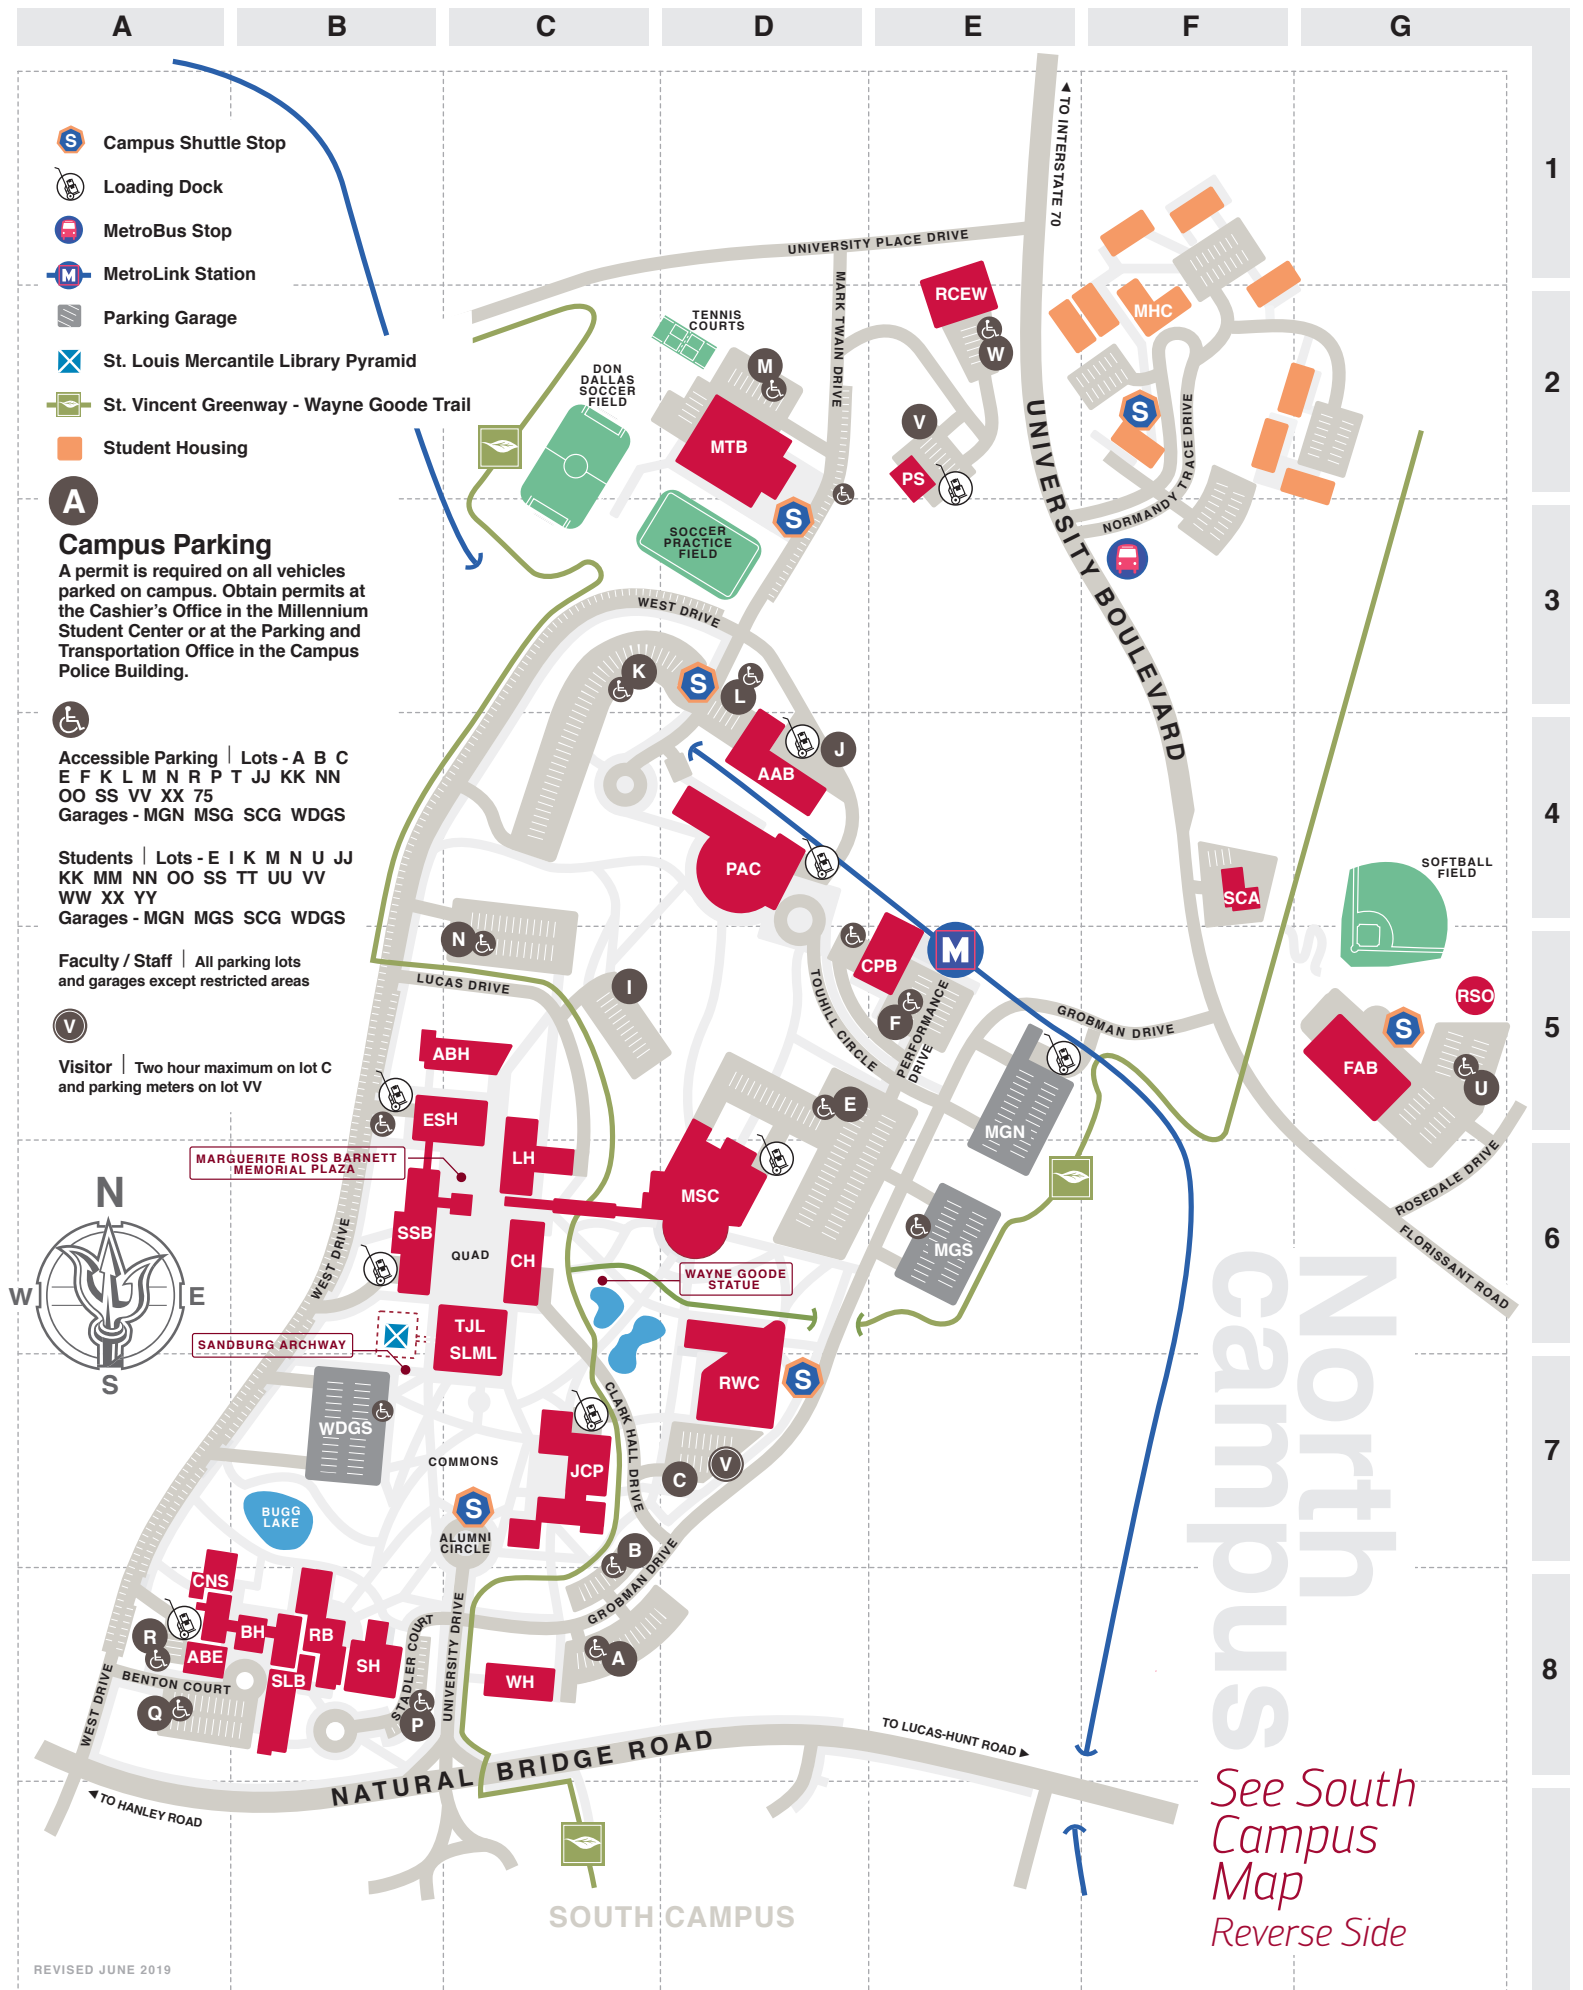 A B C D E F G
1
2
3
4
5
6
7
8
S Campus Shuttle Stop
Loading Dock
MetroBus Stop
M MetroLink Station
Parking Garage
St. Louis Mercantile Library Pyramid
St. Vincent Greenway - Wayne Goode Trail
Student Housing
A
Campus Parking
A permit is required on all vehicles
parked on campus. Obtain permits at
the Cashier's Office in the Millennium
Student Center or at the Parking and
Transportation Office in the Campus
Police Building.
Accessible Parking | Lots - A B C
E F K L M N R P T JJ KK NN
OO SS VV XX 75
Garages - MGN MSG SCG WDGS
Students | Lots - E I K M N U JJ
KK MM NN OO SS TT UU VV
WW XX YY
Garages - MGN MGS SCG WDGS
Faculty / Staff | All parking lots
and garages except restricted areas
V
Visitor | Two hour maximum on lot C
and parking meters on lot VV
TO INTERSTATE 70
UNIVERSITY PLACE DRIVE
MARK TWAIN DRIVE
RCEW
W
MHC
TENNIS
COURTS
M
DON
DALLAS
SOCCER
FIELD
MTB
V
PS
S
S
UNIVERSITY BOULEVARD
NORMANDY TRACE DRIVE
SOCCER
PRACTICE
FIELD
WEST DRIVE
K
S
L
J
AAB
PAC
SCA
SOFTBALL
FIELD
N
LUCAS DRIVE
I
CPB
M
F
TOUHILL CIRCLE
PERFORMANCE
DRIVE
GROBMAN DRIVE
RSO
S
FAB
U
ABH
ESH
E
MGN
MARGUERITE ROSS BARNETT
MEMORIAL PLAZA
LH
MSC
ROSEDALE DRIVE
FLORISSANT ROAD
SSB
QUAD
CH
MGS
WEST DRIVE
N
W
E
S
WAYNE GOODE
STATUE
TJL
SLML
SANDBURG ARCHWAY
RWC
S
WDGS
CLARK HALL DRIVE
COMMONS
JCP
C
V
S
BUGG
LAKE
ALUMNI
CIRCLE
B
GROBMAN DRIVE
CNS
R
BH
RB
ABE
SH
SLB
STADLER COURT
UNIVERSITY DRIVE
WH
A
BENTON COURT
Q
P
WEST DRIVE
NATURAL BRIDGE ROAD
TO LUCAS-HUNT ROAD
TO HANLEY ROAD
North
campus
See South
Campus
Map
Reverse Side
SOUTH CAMPUS
REVISED JUNE 2019